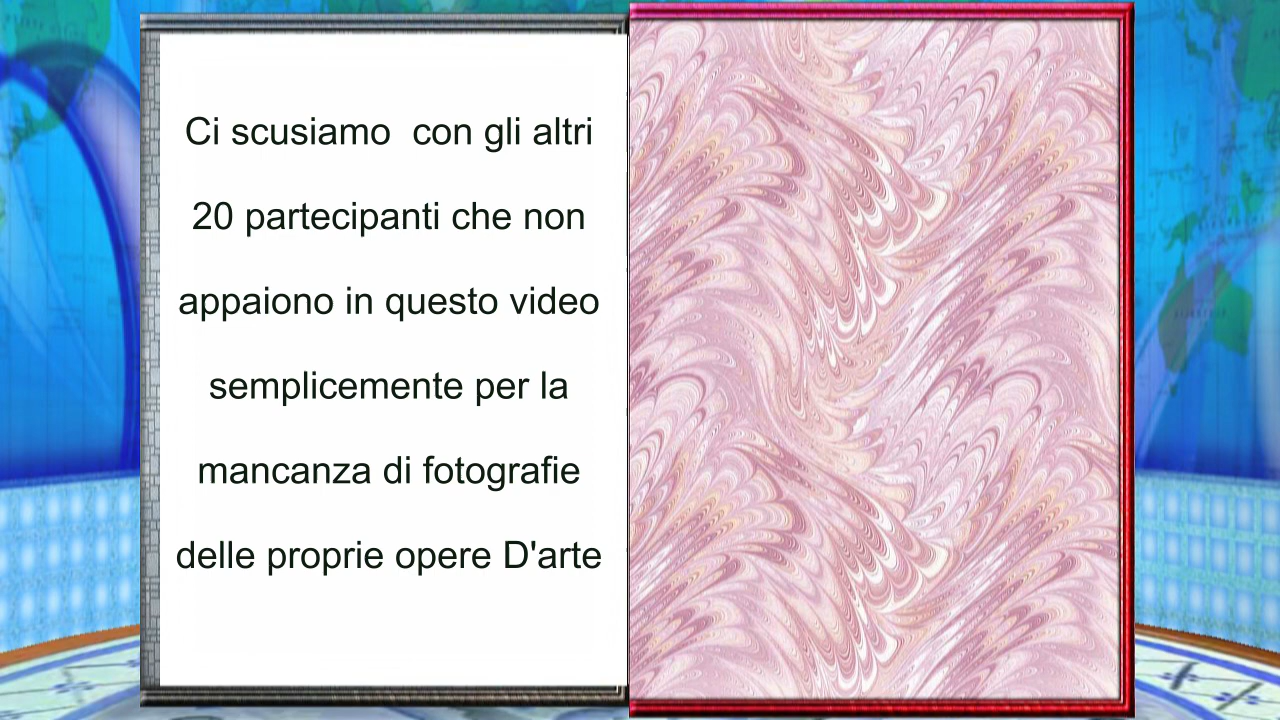 Ci scusiamo  con gli altri
20 partecipanti che non
appaiono in questo video
semplicemente per la
mancanza di fotografie
delle proprie opere D'arte